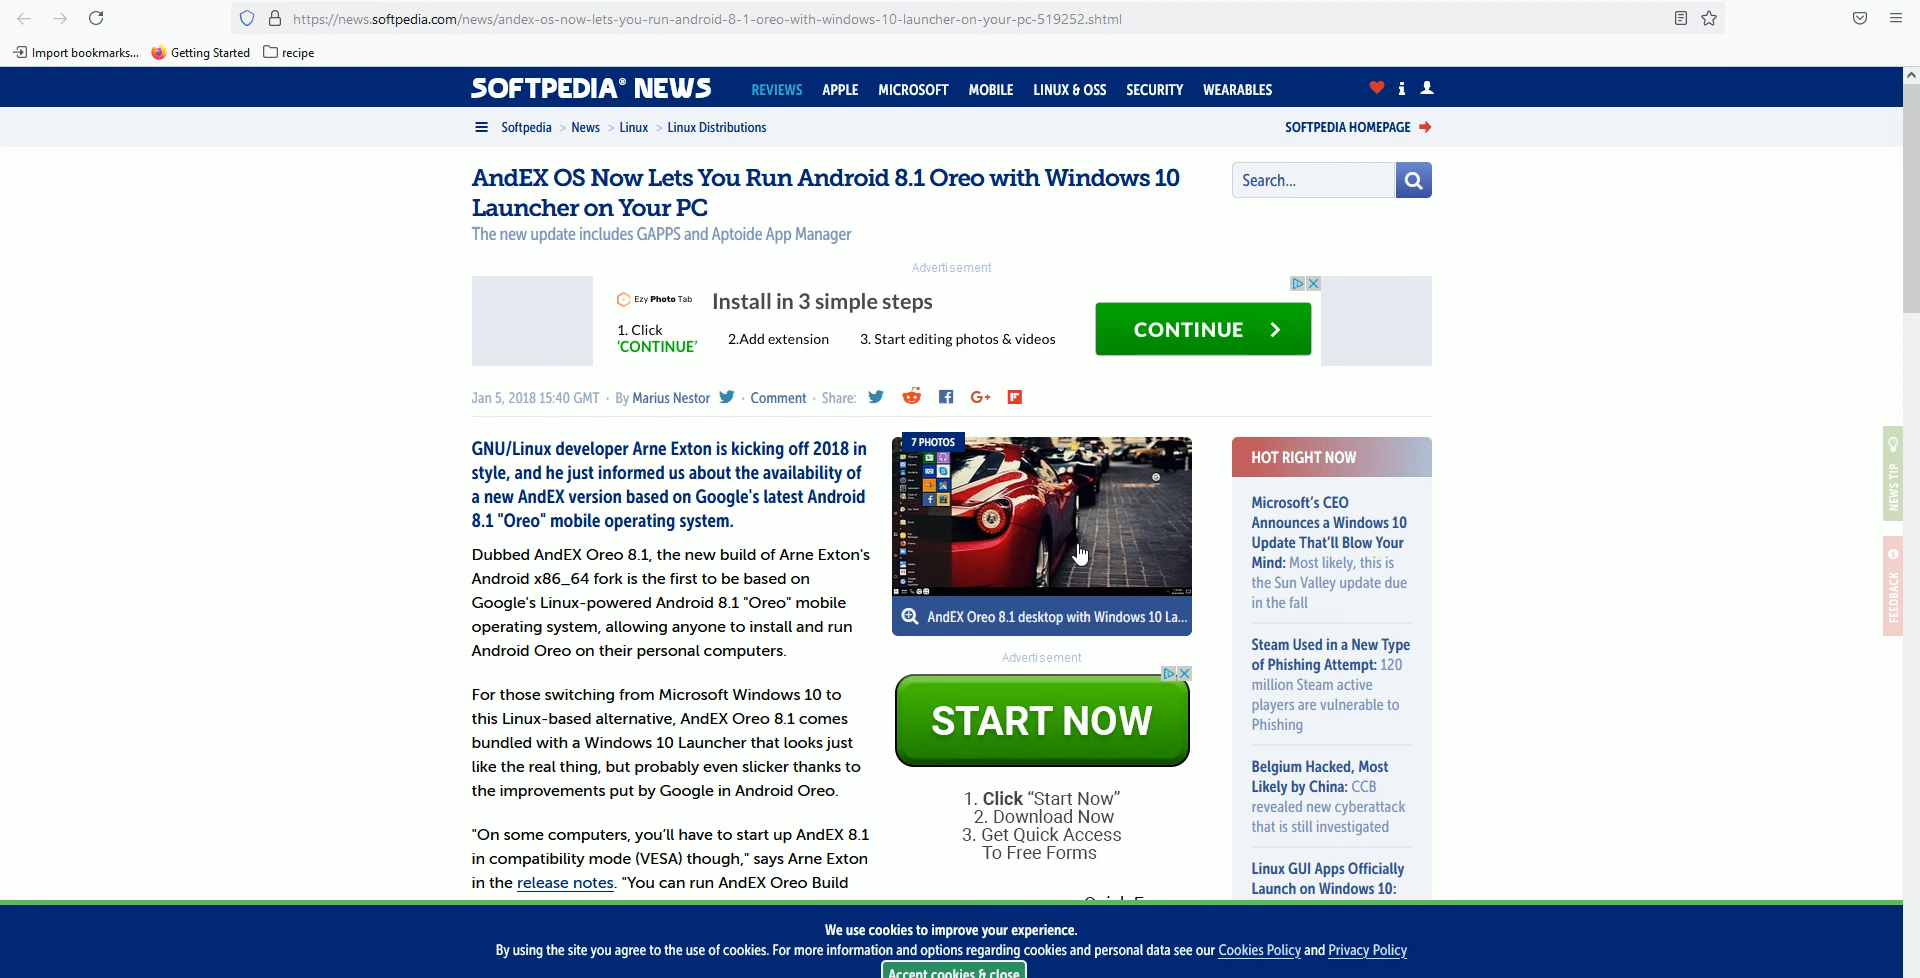 https://news.softpedia.com/news/andex-os-now-lets-you-run-android-8-1-oreo-with-windows-10-launcher-on-your-pc-519252.shtml
Import bookmarks... Getting Started recipe
SOFTPEDIA® NEWS REVIEWS APPLE MICROSOFT MOBILE LINUX & OSS SECURITY WEARABLES
Softpedia > News > Linux > Linux Distributions SOFTPEDIA HOMEPAGE
AndEX OS Now Lets You Run Android 8.1 Oreo with Windows 10
Launcher on Your PC
The new update includes GAPPS and Aptoide App Manager
Search...
Advertisement
Ezy Photo Tab
Install in 3 simple steps
1. Click
'CONTINUE'
2.Add extension
3. Start editing photos & videos
CONTINUE
Jan 5, 2018 15:40 GMT · By Marius Nestor · Comment · Share:
GNU/Linux developer Arne Exton is kicking off 2018 in
style, and he just informed us about the availability of
a new AndEX version based on Google's latest Android
8.1 "Oreo" mobile operating system.
Dubbed AndEX Oreo 8.1, the new build of Arne Exton's
Android x86_64 fork is the first to be based on
Google's Linux-powered Android 8.1 "Oreo" mobile
operating system, allowing anyone to install and run
Android Oreo on their personal computers.
For those switching from Microsoft Windows 10 to
this Linux-based alternative, AndEX Oreo 8.1 comes
bundled with a Windows 10 Launcher that looks just
like the real thing, but probably even slicker thanks to
the improvements put by Google in Android Oreo.
"On some computers, you'll have to start up AndEX 8.1
in compatibility mode (VESA) though," says Arne Exton
in the release notes. "You can run AndEX Oreo Build
7 PHOTOS
AndEX Oreo 8.1 desktop with Windows 10 La...
Advertisement
START NOW
1. Click "Start Now"
2. Download Now
3. Get Quick Access
To Free Forms
HOT RIGHT NOW
Microsoft's CEO
Announces a Windows 10
Update That'll Blow Your
Mind: Most likely, this is
the Sun Valley update due
in the fall
Steam Used in a New Type
of Phishing Attempt: 120
million Steam active
players are vulnerable to
Phishing
Belgium Hacked, Most
Likely by China: CCB
revealed new cyberattack
that is still investigated
Linux GUI Apps Officially
Launch on Windows 10:
NEWS TIP
FEEDBACK
We use cookies to improve your experience.
By using the site you agree to the use of cookies. For more information and options regarding cookies and personal data see our Cookies Policy and Privacy Policy
Accept cookies & close